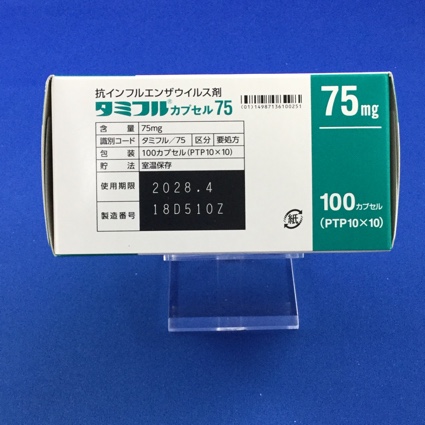 抗インフルエンザウイルス剤
タミフル®カプセル75
(01)14987136100251
含 量 75mg
識別コード タミフル/75 区分 要処方
包 装 100カプセル(PTP10×10)
貯 法 室温保存
使用期限 2028.4
製造番号 18D510Z
紙
75mg
100カプセル
(PTP10×10)